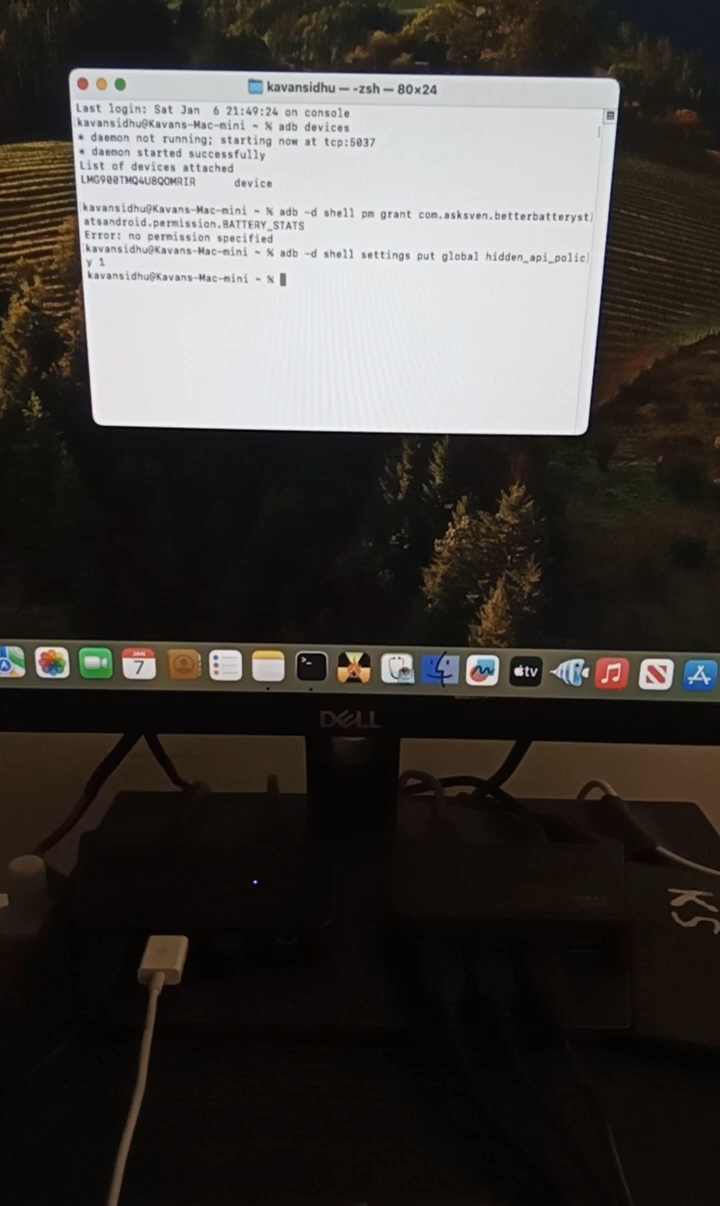 kavansidhu — -zsh — 80×24
Last login: Sat Jan 6 21:49:24 on console
kavansidhu@Kavans-Mac-mini ~ % adb devices
* daemon not running; starting now at tcp:5037
* daemon started successfully
List of devices attached
LMG900TMQ4U8QOMRIR device
kavansidhu@Kavans-Mac-mini ~ % adb -d shell pm grant com.asksven.betterbatteryst
atsandroid.permission.BATTERY_STATS
Error: no permission specified
kavansidhu@Kavans-Mac-mini ~ % adb -d shell settings put global hidden_api_polic
y 1
kavansidhu@Kavans-Mac-mini ~ %
JAN
7
tv
DELL
KS